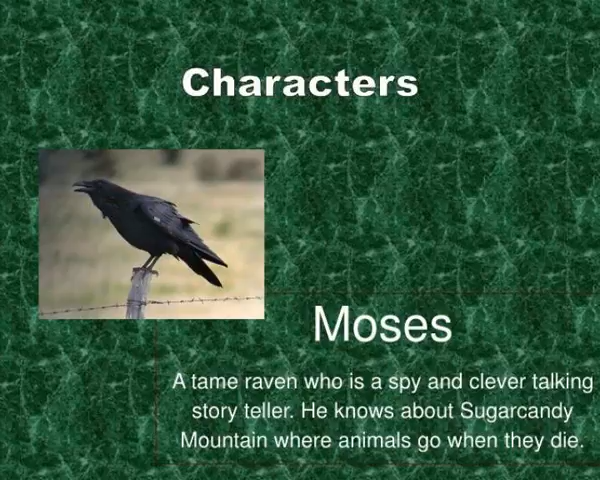 Characters
Moses
A tame raven who is a spy and clever talking
story teller. He knows about Sugarcandy
Mountain where animals go when they die.